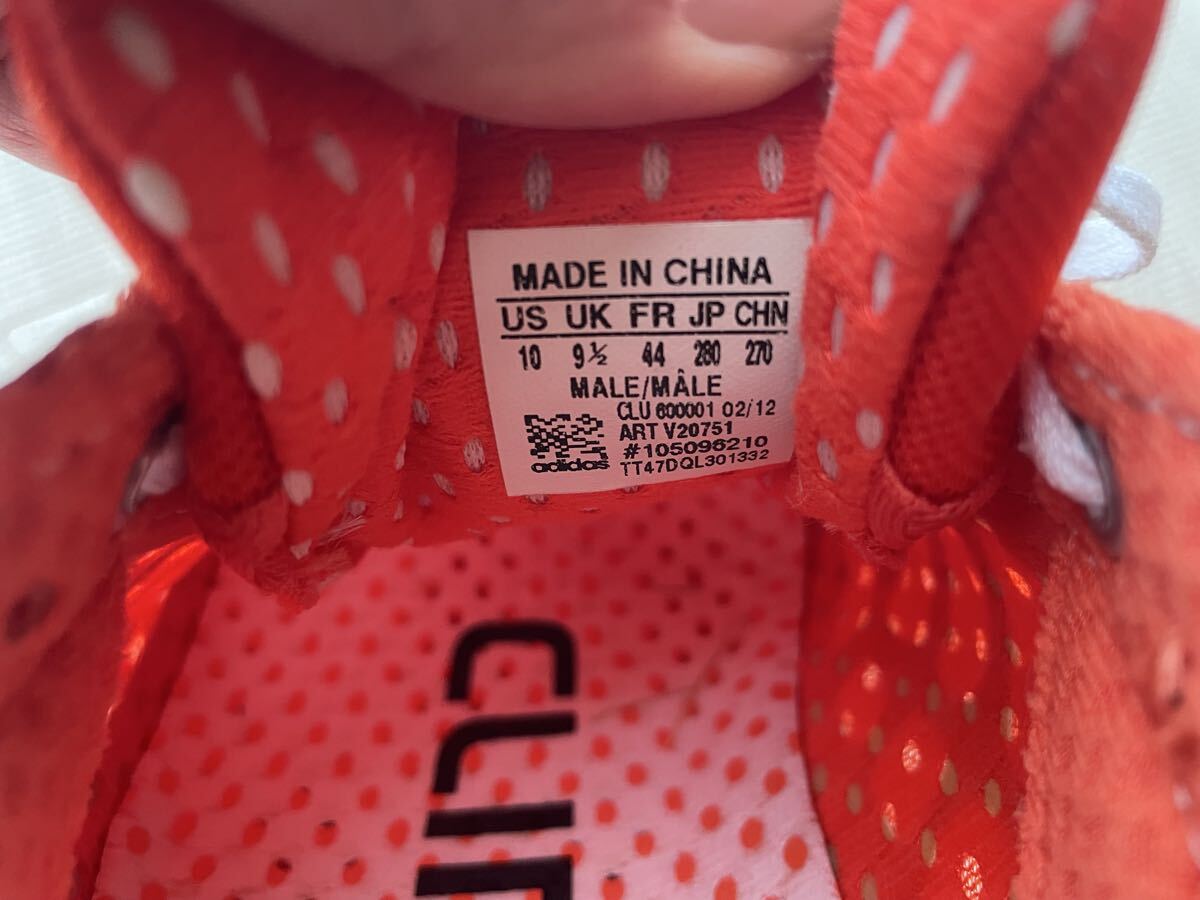 MADE IN CHINA
US UK FR JP CHN
10 9½ 44 280 270
MALE/MÂLE
CLU 600001 02/12
ART V20751
#105096210
adidas TT47DQL301332
CLI